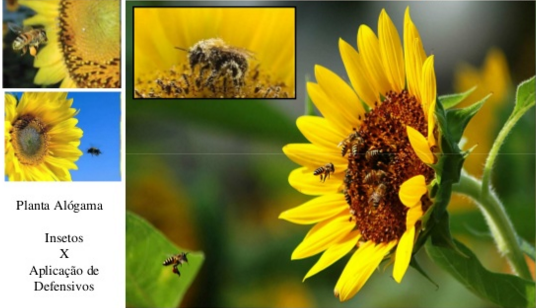 Planta Alógama
Insetos
X
Aplicação de
Defensivos